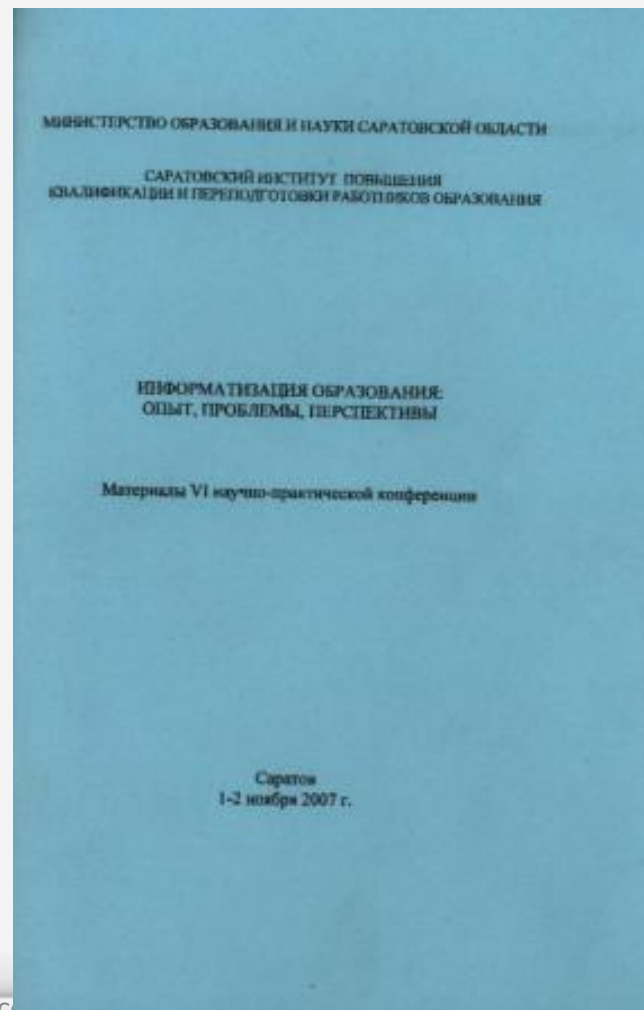 МИНИСТЕРСТВО ОБРАЗОВАНИЯ И НАУКИ САРАТОВСКОЙ ОБЛАСТИ
САРАТОВСКИЙ ИНСТИТУТ ПОВЫШЕНИЯ
КВАЛИФИКАЦИИ И ПЕРЕПОДГОТОВКИ РАБОТНИКОВ ОБРАЗОВАНИЯ
ИНФОРМАТИЗАЦИЯ ОБРАЗОВАНИЯ:
ОПЫТ, ПРОБЛЕМЫ, ПЕРСПЕКТИВЫ
Материалы VI научно-практической конференции
Саратов
1-2 ноября 2007 г.